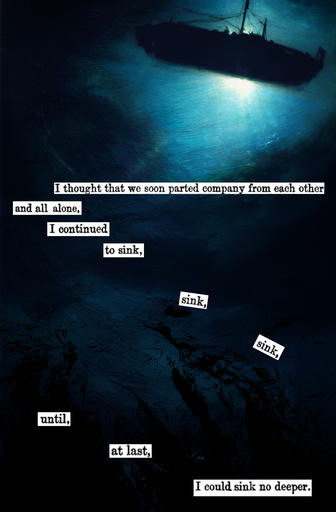 I thought that we soon parted company from each other
and all alone,
I continued
to sink,
sink,
sink,
until,
at last,
I could sink no deeper.